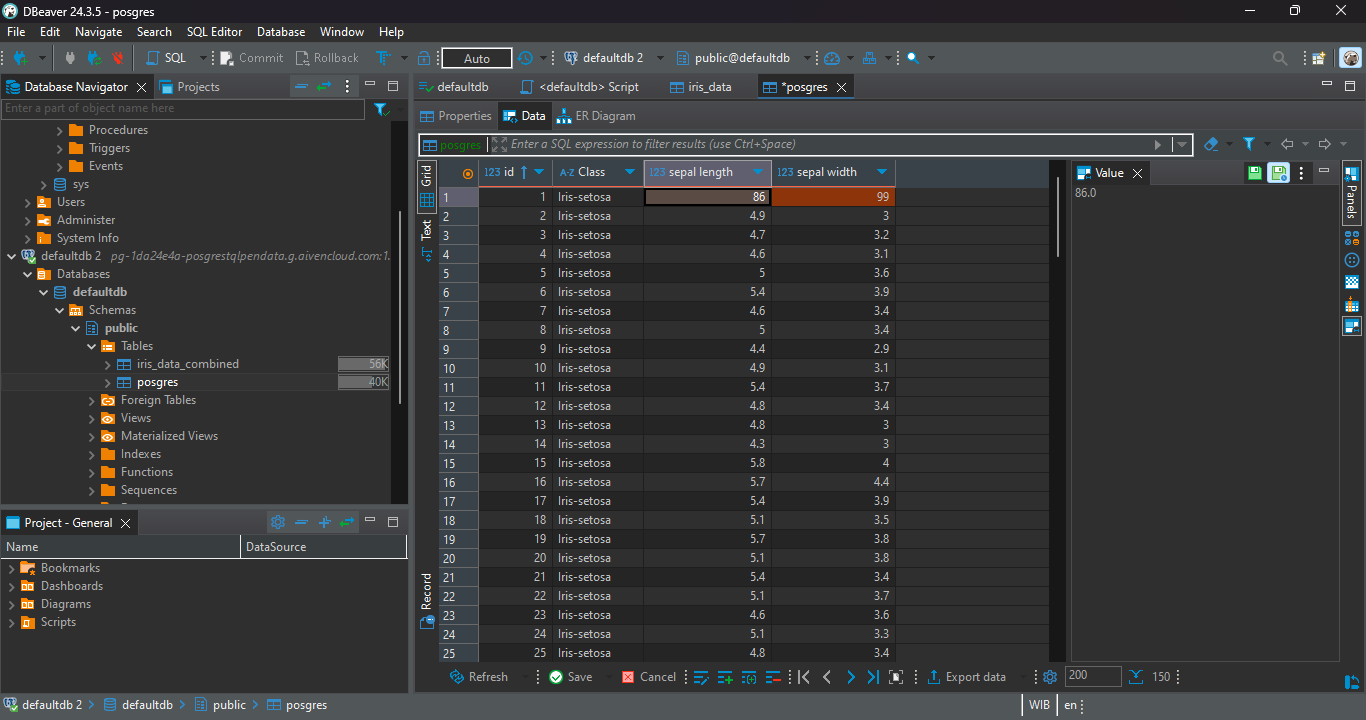 DBeaver 24.3.5 - posgres
File Edit Navigate Search SQL Editor Database Window Help
SQL Commit Rollback Auto defaultdb 2 public@defaultdb
Database Navigator Projects
Enter a part of object name here
Procedures
Triggers
Events
sys
Users
Administer
System Info
defaultdb 2 pg-1da24e4a-posgrestqlpendata.g.aivencloud.com:1.
Databases
defaultdb
Schemas
public
Tables
iris_data_combined 56K
posgres 40K
Foreign Tables
Views
Materialized Views
Indexes
Functions
Sequences
Project - General
Name DataSource
Bookmarks
Dashboards
Diagrams
Scripts
defaultdb <defaultdb> Script iris_data *posgres
Properties Data ER Diagram
posgres Enter a SQL expression to filter results (use Ctrl+Space)
Grid
Text
Record
123 id A-Z Class 123 sepal length 123 sepal width
1 1 Iris-setosa 86 99
2 2 Iris-setosa 4.9 3
3 3 Iris-setosa 4.7 3.2
4 4 Iris-setosa 4.6 3.1
5 5 Iris-setosa 5 3.6
6 6 Iris-setosa 5.4 3.9
7 7 Iris-setosa 4.6 3.4
8 8 Iris-setosa 5 3.4
9 9 Iris-setosa 4.4 2.9
10 10 Iris-setosa 4.9 3.1
11 11 Iris-setosa 5.4 3.7
12 12 Iris-setosa 4.8 3.4
13 13 Iris-setosa 4.8 3
14 14 Iris-setosa 4.3 3
15 15 Iris-setosa 5.8 4
16 16 Iris-setosa 5.7 4.4
17 17 Iris-setosa 5.4 3.9
18 18 Iris-setosa 5.1 3.5
19 19 Iris-setosa 5.7 3.8
20 20 Iris-setosa 5.1 3.8
21 21 Iris-setosa 5.4 3.4
22 22 Iris-setosa 5.1 3.7
23 23 Iris-setosa 4.6 3.6
24 24 Iris-setosa 5.1 3.3
25 25 Iris-setosa 4.8 3.4
Value
86.0
Panels
Refresh Save Cancel Export data 200 150
defaultdb 2 defaultdb public posgres WIB en